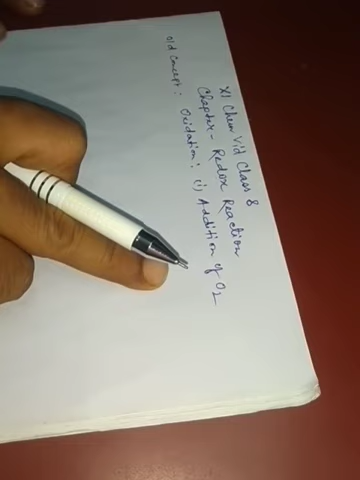 XI Chem Vid Class 8
Chapter- Redox Reaction
Old Concept: Oxidation: (i) Addition of O2